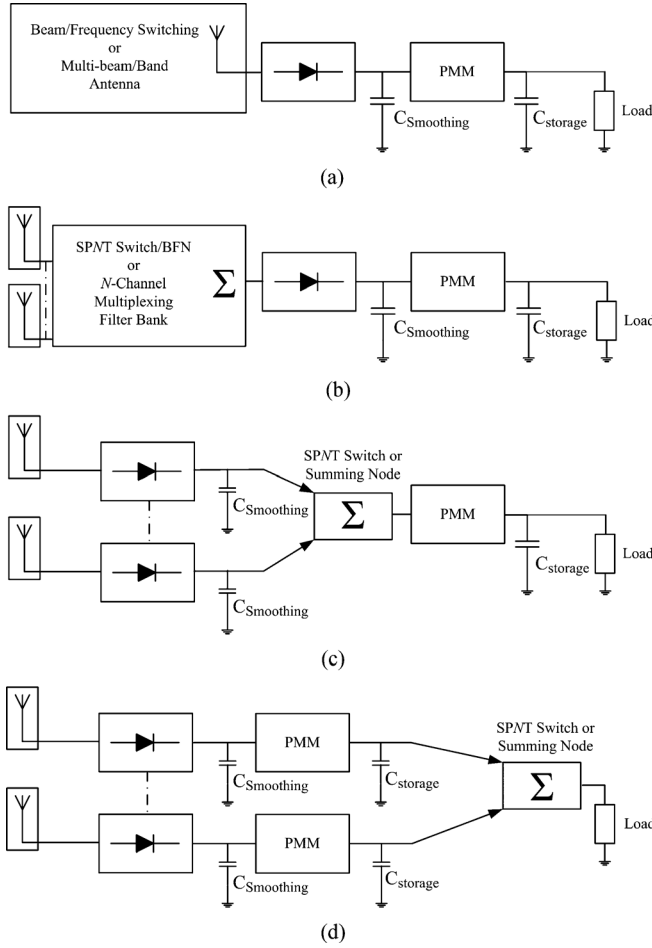 Beam/Frequency Switching
or
Multi-beam/Band
Antenna
PMM
CSmoothing
Cstorage
Load
(a)
SPNT Switch/BFN
or
N-Channel
Multiplexing
Filter Bank
Σ
PMM
CSmoothing
Cstorage
Load
(b)
SPNT Switch or
Summing Node
CSmoothing
Σ
PMM
CSmoothing
Cstorage
Load
(c)
SPNT Switch or
Summing Node
PMM
CSmoothing
Cstorage
Σ
Load
PMM
CSmoothing
Cstorage
(d)